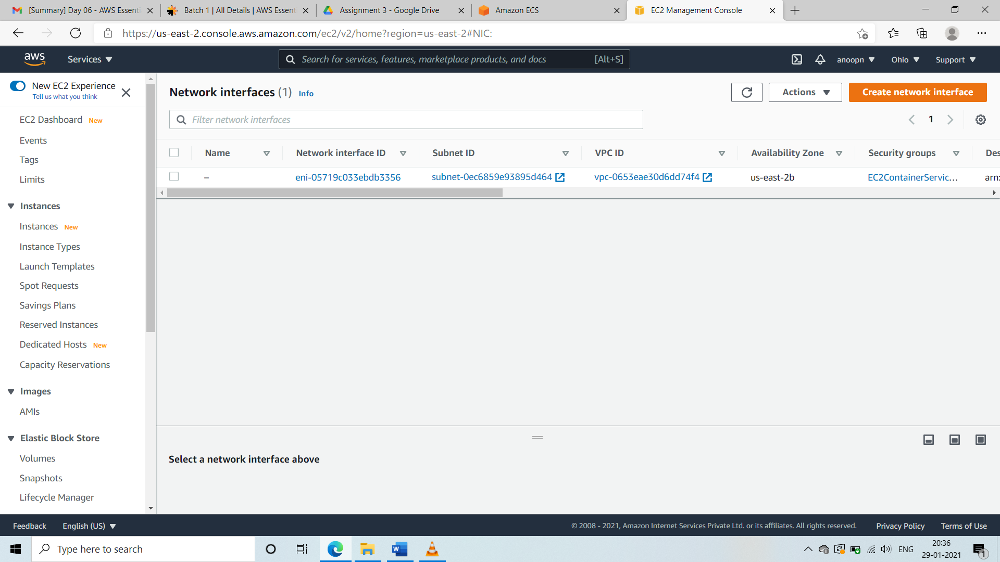 [Summary] Day 06 - AWS Essenti
Batch 1 | All Details | AWS Essent
Assignment 3 - Google Drive
Amazon ECS
EC2 Management Console
https://us-east-2.console.aws.amazon.com/ec2/v2/home?region=us-east-2#NIC:
aws
Services
Search for services, features, marketplace products, and docs
[Alt+S]
anoopn
Ohio
Support
New EC2 Experience
Tell us what you think
EC2 Dashboard New
Events
Tags
Limits
Instances
Instances New
Instance Types
Launch Templates
Spot Requests
Savings Plans
Reserved Instances
Dedicated Hosts New
Capacity Reservations
Images
AMIs
Elastic Block Store
Volumes
Snapshots
Lifecycle Manager
Network interfaces (1) Info
Actions
Create network interface
Filter network interfaces
1
Name Network interface ID Subnet ID VPC ID Availability Zone Security groups Des
– eni-05719c033ebdb3356 subnet-0ec6859e93895d464 vpc-0653eae30d6dd74f4 us-east-2b EC2ContainerServic... arn:
Select a network interface above
Feedback English (US)
© 2008 - 2021, Amazon Internet Services Private Ltd. or its affiliates. All rights reserved. Privacy Policy Terms of Use
Type here to search
ENG
20:36
29-01-2021
1